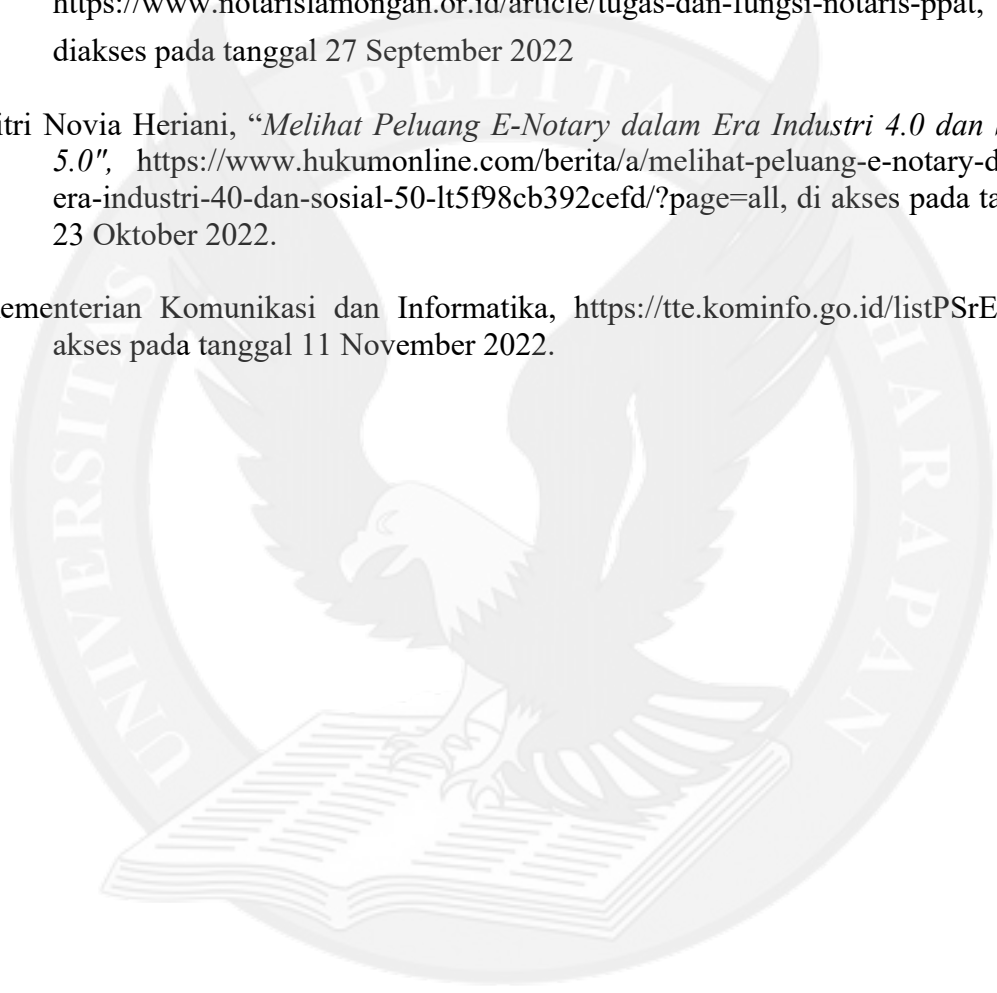 https://www.notarislamongan.or.id/article/tugas-dan-fungsi-notaris-ppat,
diakses pada tanggal 27 September 2022
itri Novia Heriani, “Melihat Peluang E-Notary dalam Era Industri 4.0 dan
5.0", https://www.hukumonline.com/berita/a/melihat-peluang-e-notary-d
era-industri-40-dan-sosial-50-lt5f98cb392cefd/?page=all, di akses pada ta
23 Oktober 2022.
ementerian Komunikasi dan Informatika, https://tte.kominfo.go.id/listPSrE
akses pada tanggal 11 November 2022.
UNIVERSITAS PELITA HARAPAN